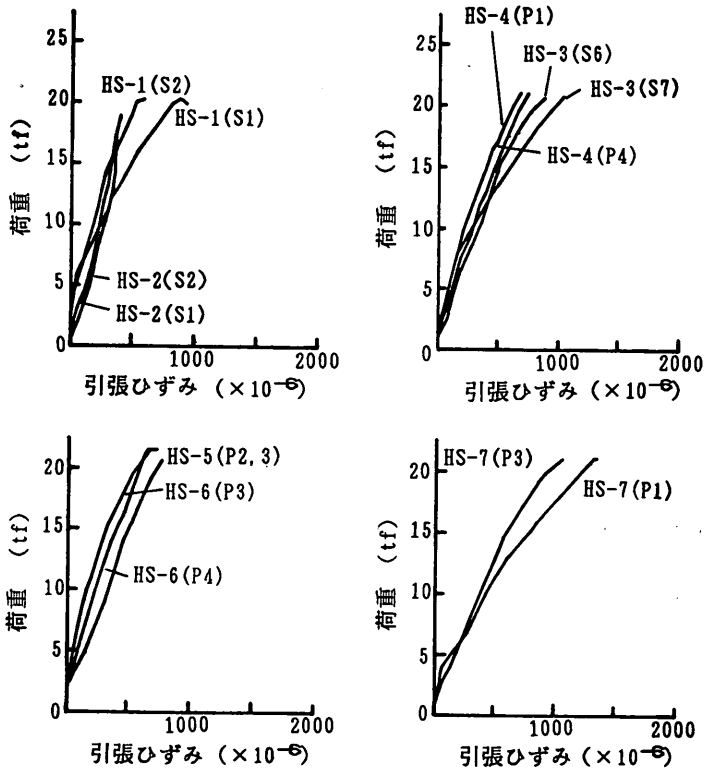 25
20
15
10
5
0
荷重 (tf)
HS-1(S2)
HS-1(S1)
HS-2(S2)
HS-2(S1)
1000
2000
引張ひずみ (×10⁻⁶)
25
20
15
10
5
0
荷重 (tf)
HS-4(P1)
HS-3(S6)
HS-3(S7)
HS-4(P4)
1000
2000
引張ひずみ (×10⁻⁶)
20
15
10
5
0
荷重 (tf)
HS-5(P2,3)
HS-6(P3)
HS-6(P4)
1000
2000
引張ひずみ (×10⁻⁶)
20
15
10
5
0
荷重 (tf)
HS-7(P3)
HS-7(P1)
1000
2000
引張ひずみ (×10⁻⁶)